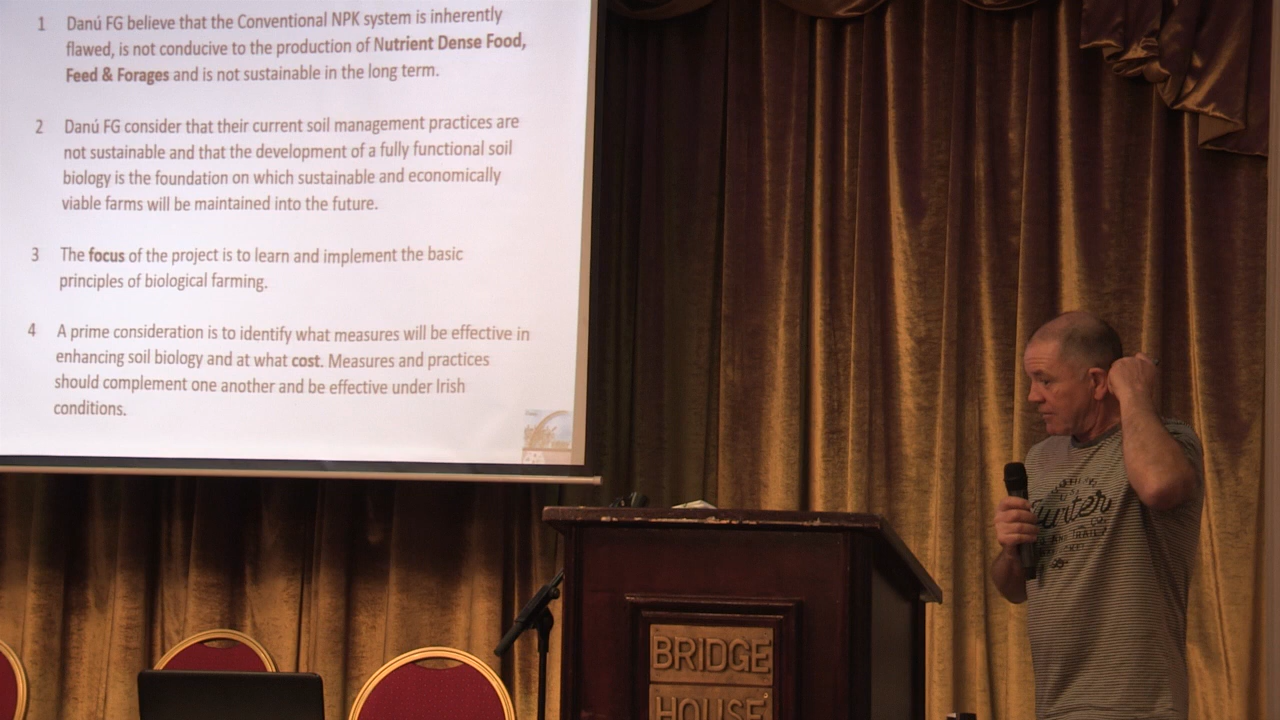 1 Danú FG believe that the Conventional NPK system is inherently
flawed, is not conducive to the production of Nutrient Dense Food,
Feed & Forages and is not sustainable in the long term.
2 Danú FG consider that their current soil management practices are
not sustainable and that the development of a fully functional soil
biology is the foundation on which sustainable and economically
viable farms will be maintained into the future.
3 The focus of the project is to learn and implement the basic
principles of biological farming.
4 A prime consideration is to identify what measures will be effective in
enhancing soil biology and at what cost. Measures and practices
should complement one another and be effective under Irish
conditions.
BRIDGE
HOUSE